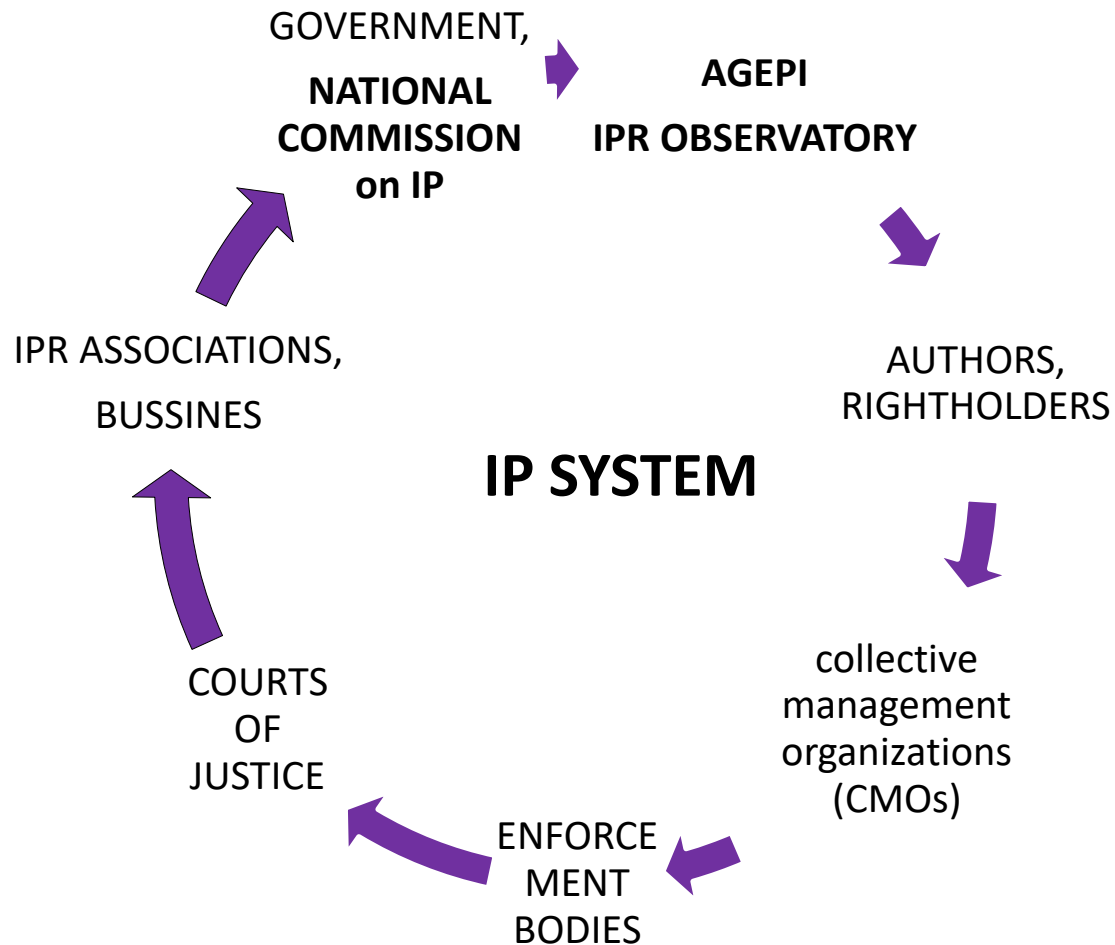 GOVERNMENT,
NATIONAL
COMMISSION
on IP
AGEPI
IPR OBSERVATORY
AUTHORS,
RIGHTHOLDERS
collective
management
organizations
(CMOs)
ENFORCE
MENT
BODIES
COURTS
OF
JUSTICE
IPR ASSOCIATIONS,
BUSSINES
IP SYSTEM